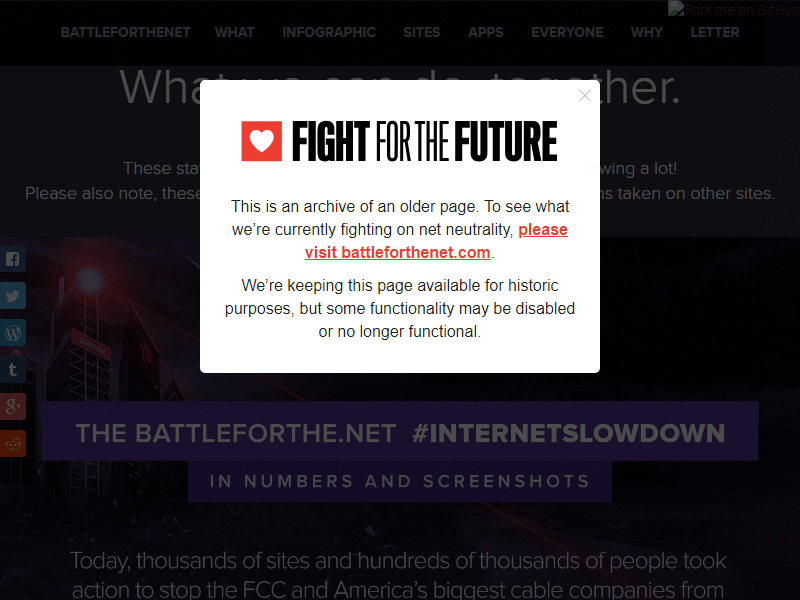 Fork me on GitHub
BATTLEFORTHENET WHAT INFOGRAPHIC SITES APPS EVERYONE WHY LETTER
What we can do, together.
FIGHT FOR THE FUTURE
These sta wing a lot!
Please also note, these ns taken on other sites.
This is an archive of an older page. To see what
we’re currently fighting on net neutrality, please
visit battleforthenet.com.
We’re keeping this page available for historic
purposes, but some functionality may be disabled
or no longer functional.
comcast
THE BATTLEFORTHE.NET #INTERNETSLOWDOWN
IN NUMBERS AND SCREENSHOTS
Today, thousands of sites and hundreds of thousands of people took
action to stop the FCC and America’s biggest cable companies from